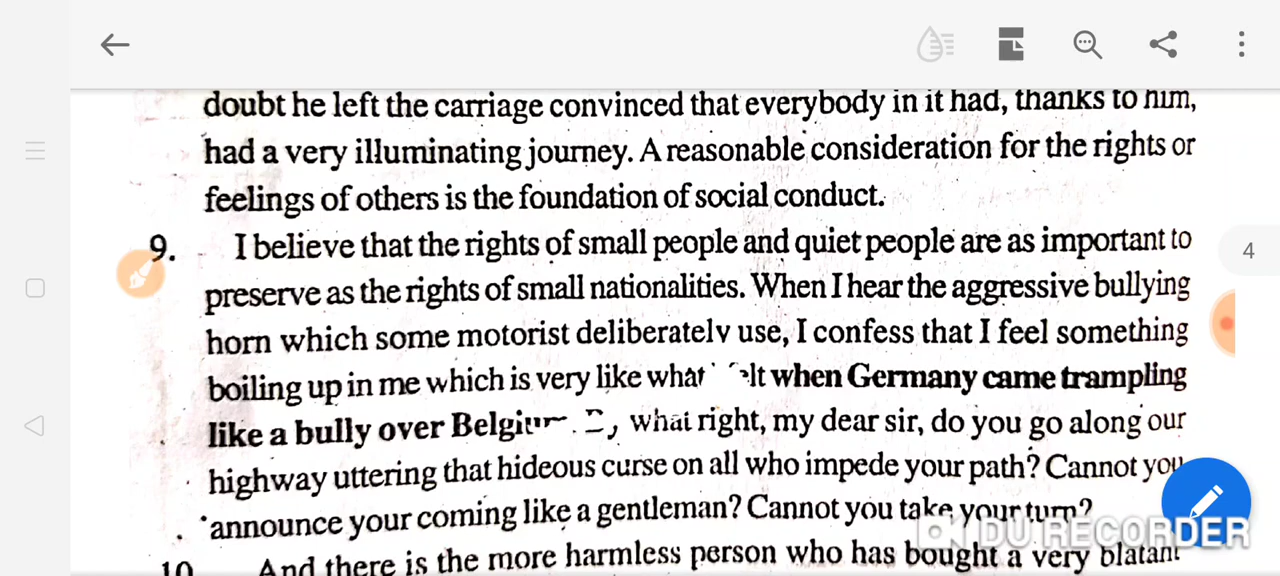 doubt he left the carriage convinced that everybody in it had, thanks to him,
had a very illuminating journey. A reasonable consideration for the rights or
feelings of others is the foundation of social conduct.
9. I believe that the rights of small people and quiet people are as important to
preserve as the rights of small nationalities. When I hear the aggressive bullying
horn which some motorist deliberately use, I confess that I feel something
boiling up in me which is very like what when Germany came trampling
like a bully over what right, my dear sir, do you go along our
highway uttering that hideous curse on all who impede your path? Cannot you
announce your coming like a gentleman? Cannot you take your turn?
10. And there is the more harmless person who has bought a very blatant
4
DU RECORDER